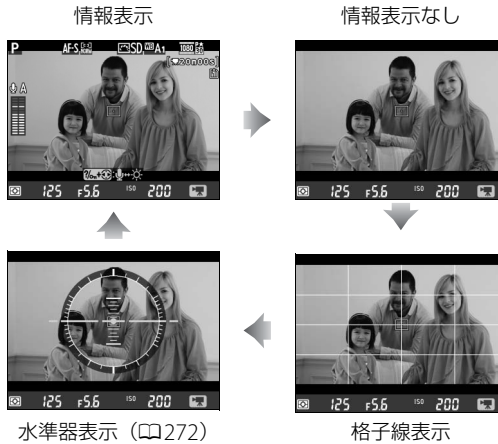 情報表示
情報表示なし
P AF-S SD WB A1 1080
20m00s
A
125 F5.6 ISO 200
125 F5.6 ISO 200
125 F5.6 ISO 200
125 F5.6 ISO 200
水準器表示（272）
格子線表示